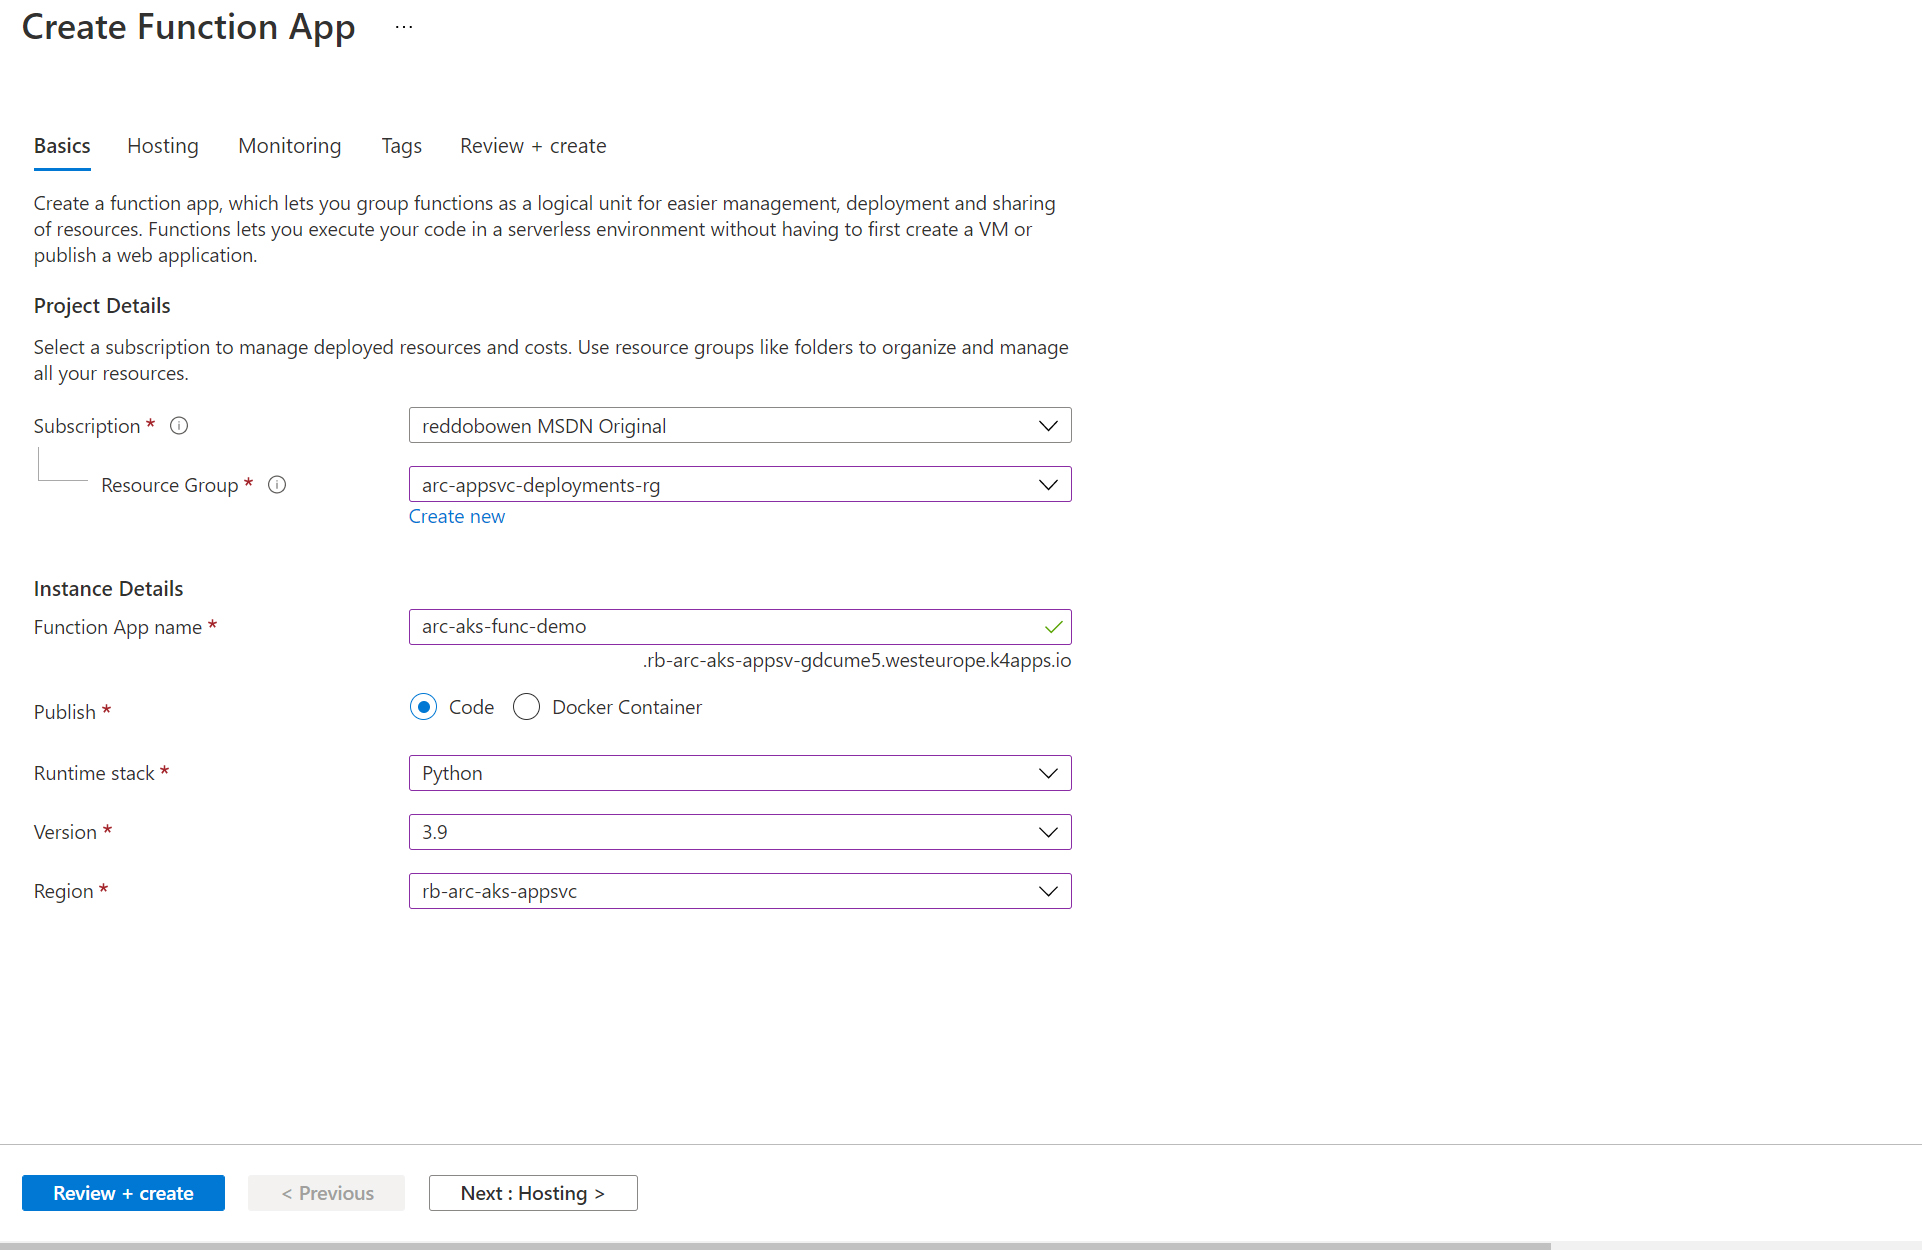 Create Function App ...
Basics Hosting Monitoring Tags Review + create
Create a function app, which lets you group functions as a logical unit for easier management, deployment and sharing
of resources. Functions lets you execute your code in a serverless environment without having to first create a VM or
publish a web application.
Project Details
Select a subscription to manage deployed resources and costs. Use resource groups like folders to organize and manage
all your resources.
Subscription * reddobowen MSDN Original
Resource Group * arc-appsvc-deployments-rg
Create new
Instance Details
Function App name * arc-aks-func-demo
.rb-arc-aks-appsv-gdcume5.westeurope.k4apps.io
Publish * Code Docker Container
Runtime stack * Python
Version * 3.9
Region * rb-arc-aks-appsvc
Review + create < Previous Next : Hosting >